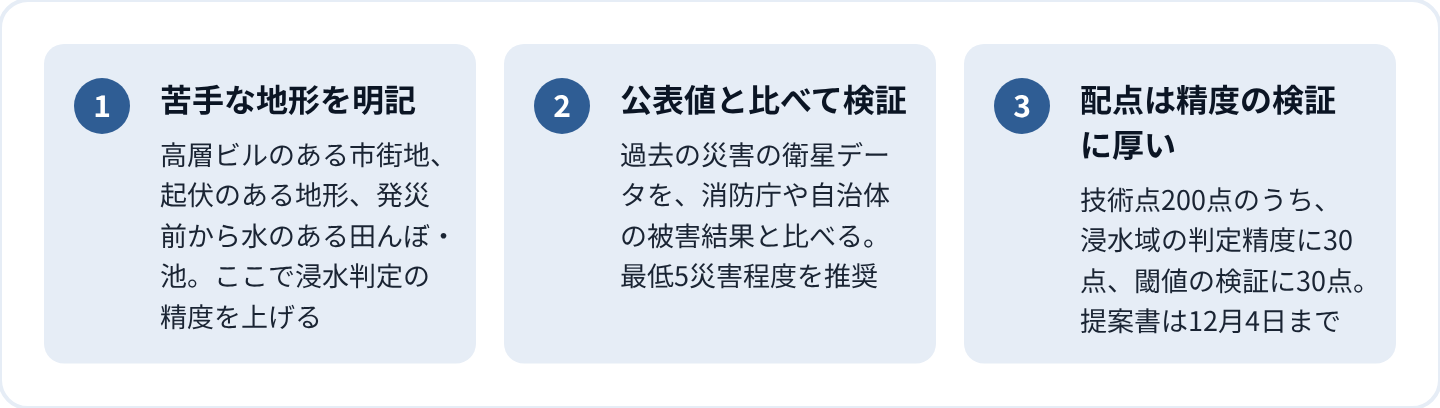 1
苦手な地形を明記
高層ビルのある市街地、
起伏のある地形、発災
前から水のある田んぼ・
池。ここで浸水判定の
精度を上げる
2
公表値と比べて検証
過去の災害の衛星デー
タを、消防庁や自治体
の被害結果と比べる。
最低5災害程度を推奨
3
配点は精度の検証
に厚い
技術点200点のうち、
浸水域の判定精度に30
点、閾値の検証に30点。
提案書は12月4日まで